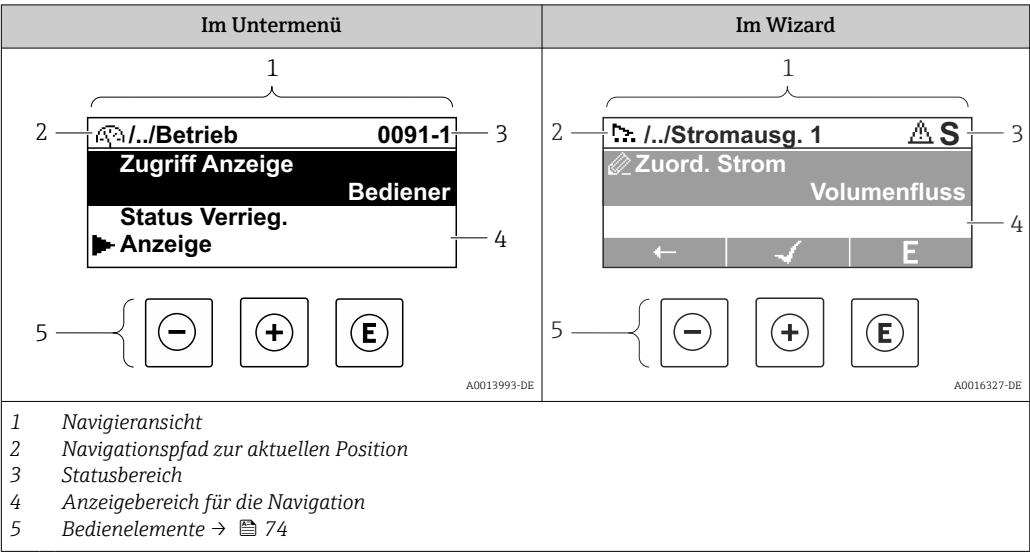 Im Untermenü
Im Wizard
1
2
/../Betrieb 0091-1
3
Zugriff Anzeige
Bediener
Status Verrieg.
Anzeige
4
5
- + E
A0013993-DE
1
2
/../Stromausg. 1 S
3
Zuord. Strom
Volumenfluss
4
← ✓ E
5
- + E
A0016327-DE
1 Navigieransicht
2 Navigationspfad zur aktuellen Position
3 Statusbereich
4 Anzeigebereich für die Navigation
5 Bedienelemente → 74